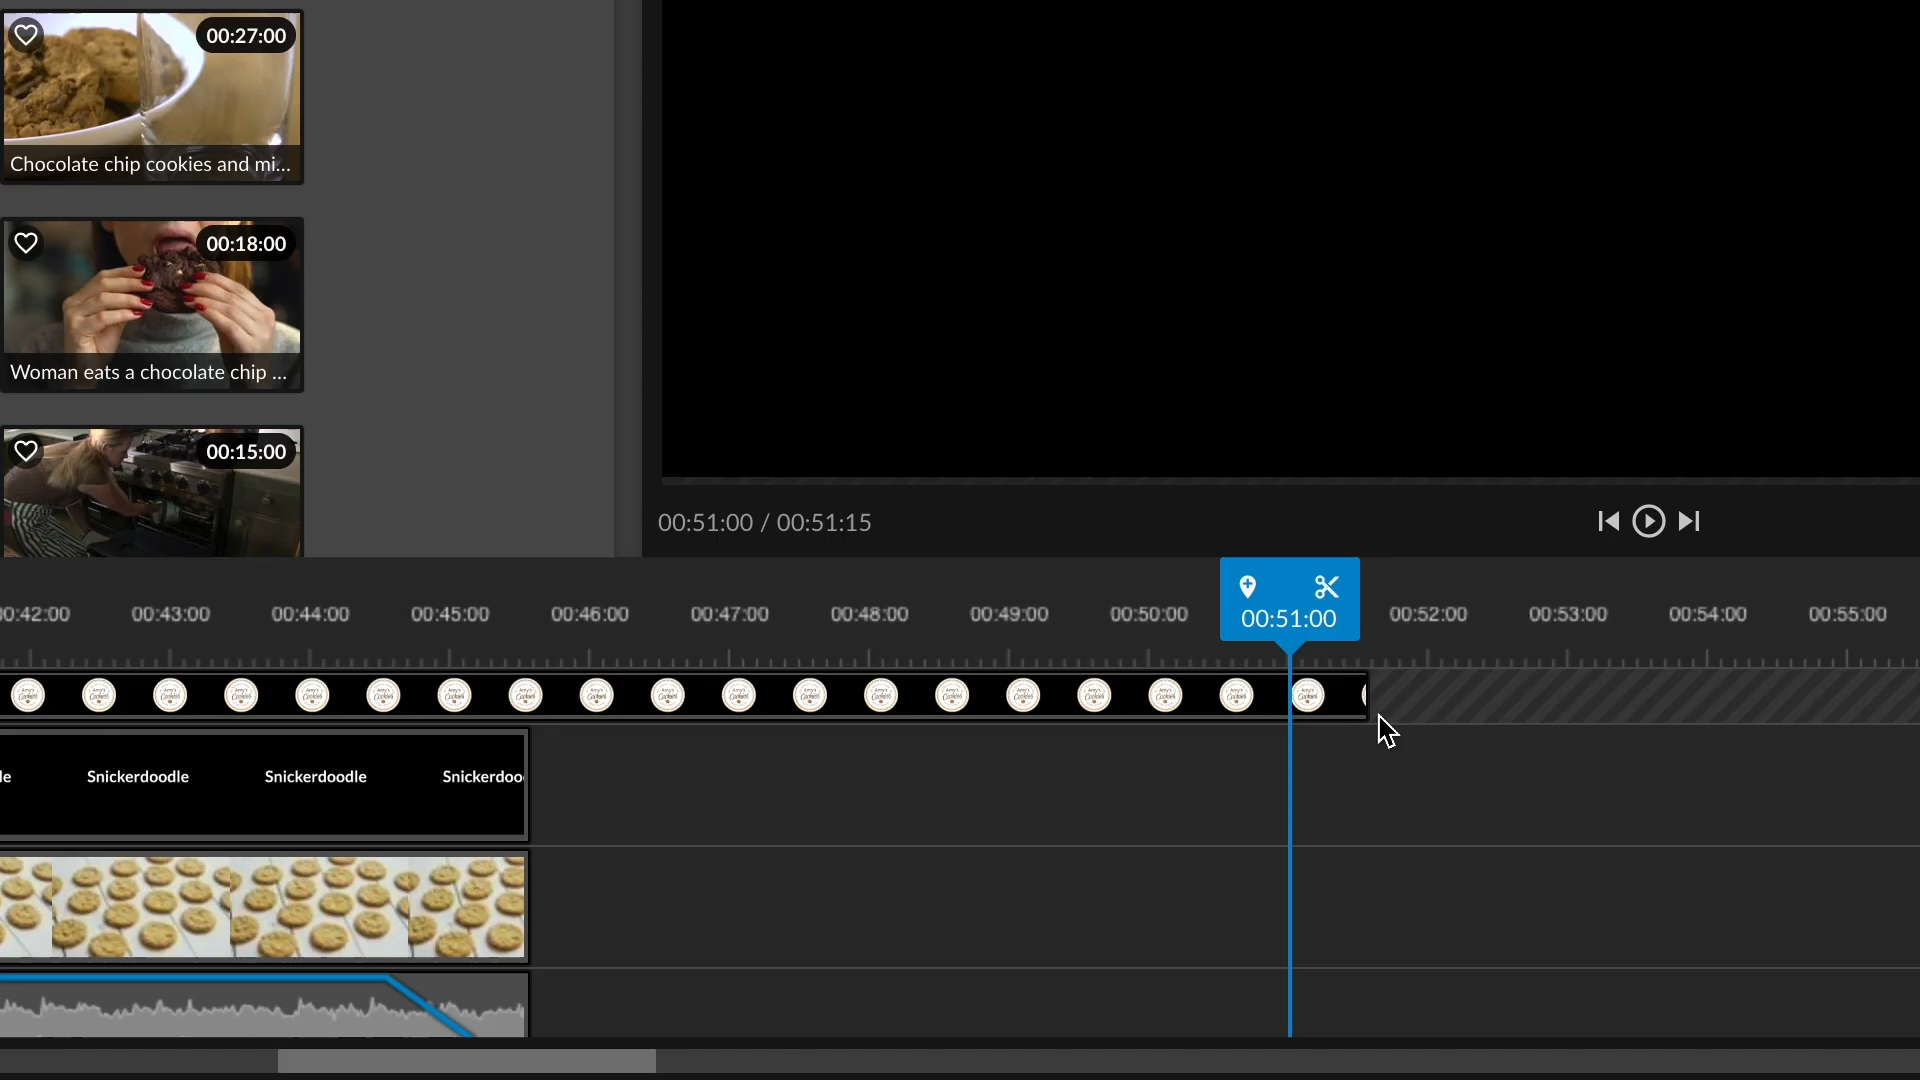 00:27:00
Chocolate chip cookies and mi...
00:18:00
Woman eats a chocolate chip ...
00:15:00
00:51:00 / 00:51:15
00:42:00 00:43:00 00:44:00 00:45:00 00:46:00 00:47:00 00:48:00 00:49:00 00:50:00 00:51:00 00:52:00 00:53:00 00:54:00 00:55:00
le Snickerdoodle Snickerdoodle Snickerdoo